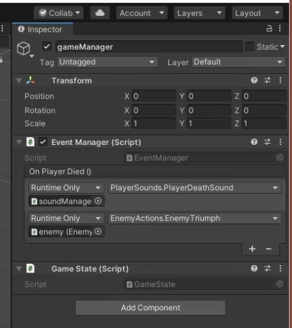 Collab Account Layers Layout
Inspector
gameManager Static
Tag Untagged Layer Default
Transform
Position X 0 Y 0 Z 0
Rotation X 0 Y 0 Z 0
Scale X 1 Y 1 Z 1
Event Manager (Script)
Script EventManager
On Player Died ()
Runtime Only PlayerSounds.PlayerDeathSound
soundManage
Runtime Only EnemyActions.EnemyTriumph
enemy (Enemy
Game State (Script)
Script GameState
Add Component